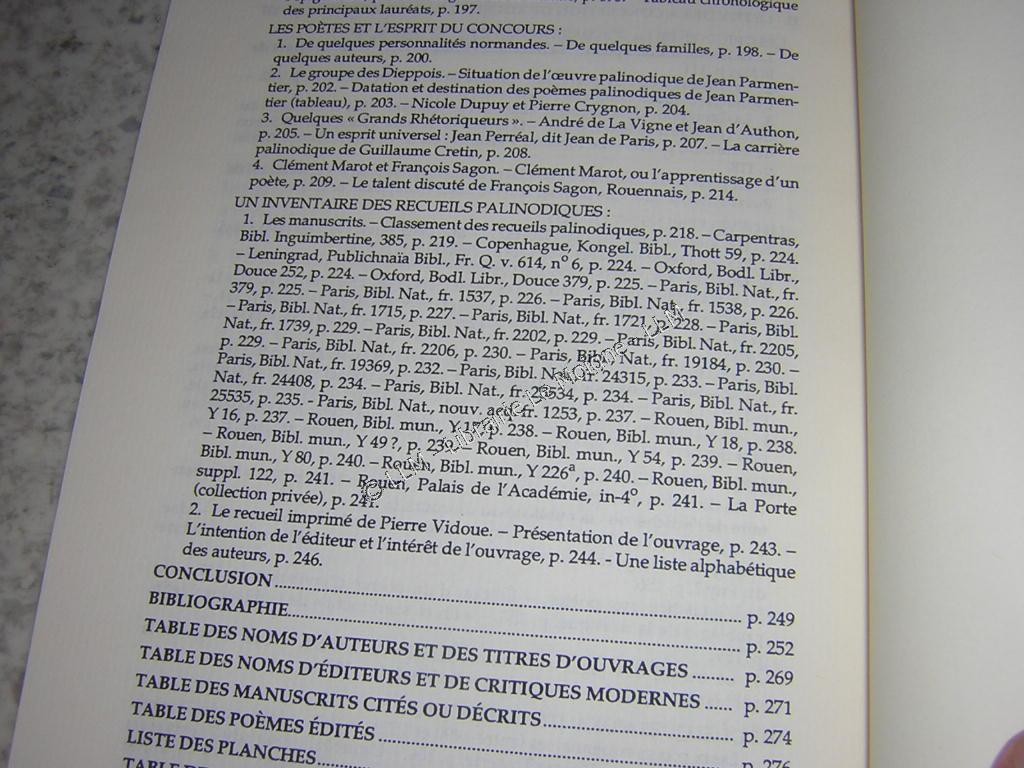 Tableau chronologique
des principaux lauréats, p. 197.
LES POÈTES ET L'ESPRIT DU CONCOURS :
1. De quelques personnalités normandes. – De quelques familles, p. 198. – De
quelques auteurs, p. 200.
2. Le groupe des Dieppois. – Situation de l'œuvre palinodique de Jean Parmen-
tier, p. 202. – Datation et destination des poèmes palinodiques de Jean Parmen-
tier (tableau), p. 203. – Nicole Dupuy et Pierre Crygnon, p. 204.
3. Quelques « Grands Rhétoriqueurs ». – André de La Vigne et Jean d'Authon,
p. 205. – Un esprit universel : Jean Perréal, dit Jean de Paris, p. 207. – La carrière
palinodique de Guillaume Cretin, p. 208.
4. Clément Marot et François Sagon. – Clément Marot, ou l'apprentissage d'un
poète, p. 209. – Le talent discuté de François Sagon, Rouennais, p. 214.
UN INVENTAIRE DES RECUEILS PALINODIQUES :
1. Les manuscrits. – Classement des recueils palinodiques, p. 218. – Carpentras,
Bibl. Inguimbertine, 385, p. 219. – Copenhague, Kongel. Bibl., Thott 59, p. 224.
– Leningrad, Publichnaïa Bibl., Fr. Q. v. 614, n° 6, p. 224. – Oxford, Bodl. Libr.,
Douce 252, p. 224. – Oxford, Bodl. Libr., Douce 379, p. 225. – Paris, Bibl. Nat., fr.
379, p. 225. – Paris, Bibl. Nat., fr. 1537, p. 226. – Paris, Bibl. Nat., fr. 1538, p. 226.
– Paris, Bibl. Nat., fr. 1715, p. 227. – Paris, Bibl. Nat., fr. 1721, p. 228. – Paris, Bibl.
Nat., fr. 1739, p. 229. – Paris, Bibl. Nat., fr. 2202, p. 229. – Paris, Bibl. Nat., fr. 2205,
p. 229. – Paris, Bibl. Nat., fr. 2206, p. 230. – Paris, Bibl. Nat., fr. 19184, p. 230. –
Paris, Bibl. Nat., fr. 19369, p. 232. – Paris, Bibl. Nat., fr. 24315, p. 233. – Paris, Bibl.
Nat., fr. 24408, p. 234. – Paris, Bibl. Nat., fr. 25534, p. 234. – Paris, Bibl. Nat., fr.
25535, p. 235. - Paris, Bibl. Nat., nouv. acq. fr. 1253, p. 237. – Rouen, Bibl. mun.,
Y 16, p. 237. – Rouen, Bibl. mun., Y 17, p. 238. – Rouen, Bibl. mun., Y 18, p. 238.
– Rouen, Bibl. mun., Y 49 ?, p. 239. – Rouen, Bibl. mun., Y 54, p. 239. – Rouen,
Bibl. mun., Y 80, p. 240. – Rouen, Bibl. mun., Y 226a, p. 240. – Rouen, Bibl. mun.,
suppl. 122, p. 241. – Rouen, Palais de l'Académie, in-4°, p. 241. – La Porte
(collection privée), p. 241.
2. Le recueil imprimé de Pierre Vidoue. – Présentation de l'ouvrage, p. 243. –
L'intention de l'éditeur et l'intérêt de l'ouvrage, p. 244. - Une liste alphabétique
des auteurs, p. 246.
CONCLUSION ........ p. 249
BIBLIOGRAPHIE ........ p. 252
TABLE DES NOMS D'AUTEURS ET DES TITRES D'OUVRAGES ......... p. 269
TABLE DES NOMS D'ÉDITEURS ET DE CRITIQUES MODERNES ...... p. 271
TABLE DES MANUSCRITS CITÉS OU DÉCRITS ........ p. 274
TABLE DES POÈMES ÉDITÉS ........ p. 276
LISTE DES PLANCHES ........
© LLM - Librairie Le Moine - LLM